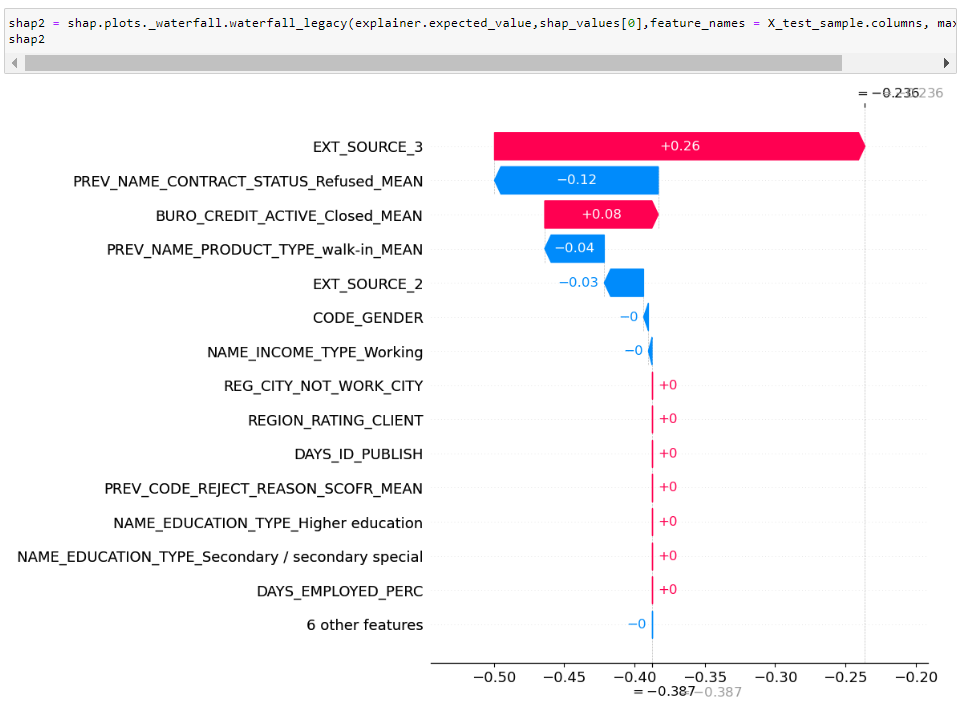 shap2 = shap.plots._waterfall.waterfall_legacy(explainer.expected_value,shap_values[0],feature_names = X_test_sample.columns, max
shap2
= −0.236
EXT_SOURCE_3 +0.26
PREV_NAME_CONTRACT_STATUS_Refused_MEAN −0.12
BURO_CREDIT_ACTIVE_Closed_MEAN +0.08
PREV_NAME_PRODUCT_TYPE_walk-in_MEAN −0.04
EXT_SOURCE_2 −0.03
CODE_GENDER −0
NAME_INCOME_TYPE_Working −0
REG_CITY_NOT_WORK_CITY +0
REGION_RATING_CLIENT +0
DAYS_ID_PUBLISH +0
PREV_CODE_REJECT_REASON_SCOFR_MEAN +0
NAME_EDUCATION_TYPE_Higher education +0
NAME_EDUCATION_TYPE_Secondary / secondary special +0
DAYS_EMPLOYED_PERC +0
6 other features −0
−0.50 −0.45 −0.40 −0.35 −0.30 −0.25 −0.20
= −0.387 = −0.387